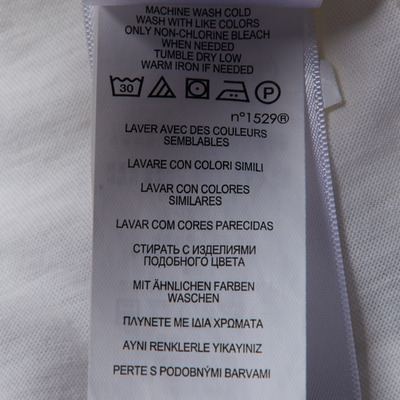 MACHINE WASH COLD
WASH WITH LIKE COLORS
ONLY NON-CHLORINE BLEACH
WHEN NEEDED
TUMBLE DRY LOW
WARM IRON IF NEEDED
30 P
nº1529®
LAVER AVEC DES COULEURS
SEMBLABLES
LAVARE CON COLORI SIMILI
LAVAR CON COLORES
SIMILARES
LAVAR COM CORES PARECIDAS
СТИРАТЬ С ИЗДЕЛИЯМИ
ПОДОБНОГО ЦВЕТА
MIT ÄHNLICHEN FARBEN
WASCHEN
ΠΛΥΝΕΤΕ ΜΕ ΙΔΙΑ ΧΡΩΜΑΤΑ
AYNI RENKLERLE YIKAYINIZ
PERTE S PODOBNÝMI BARVAMI